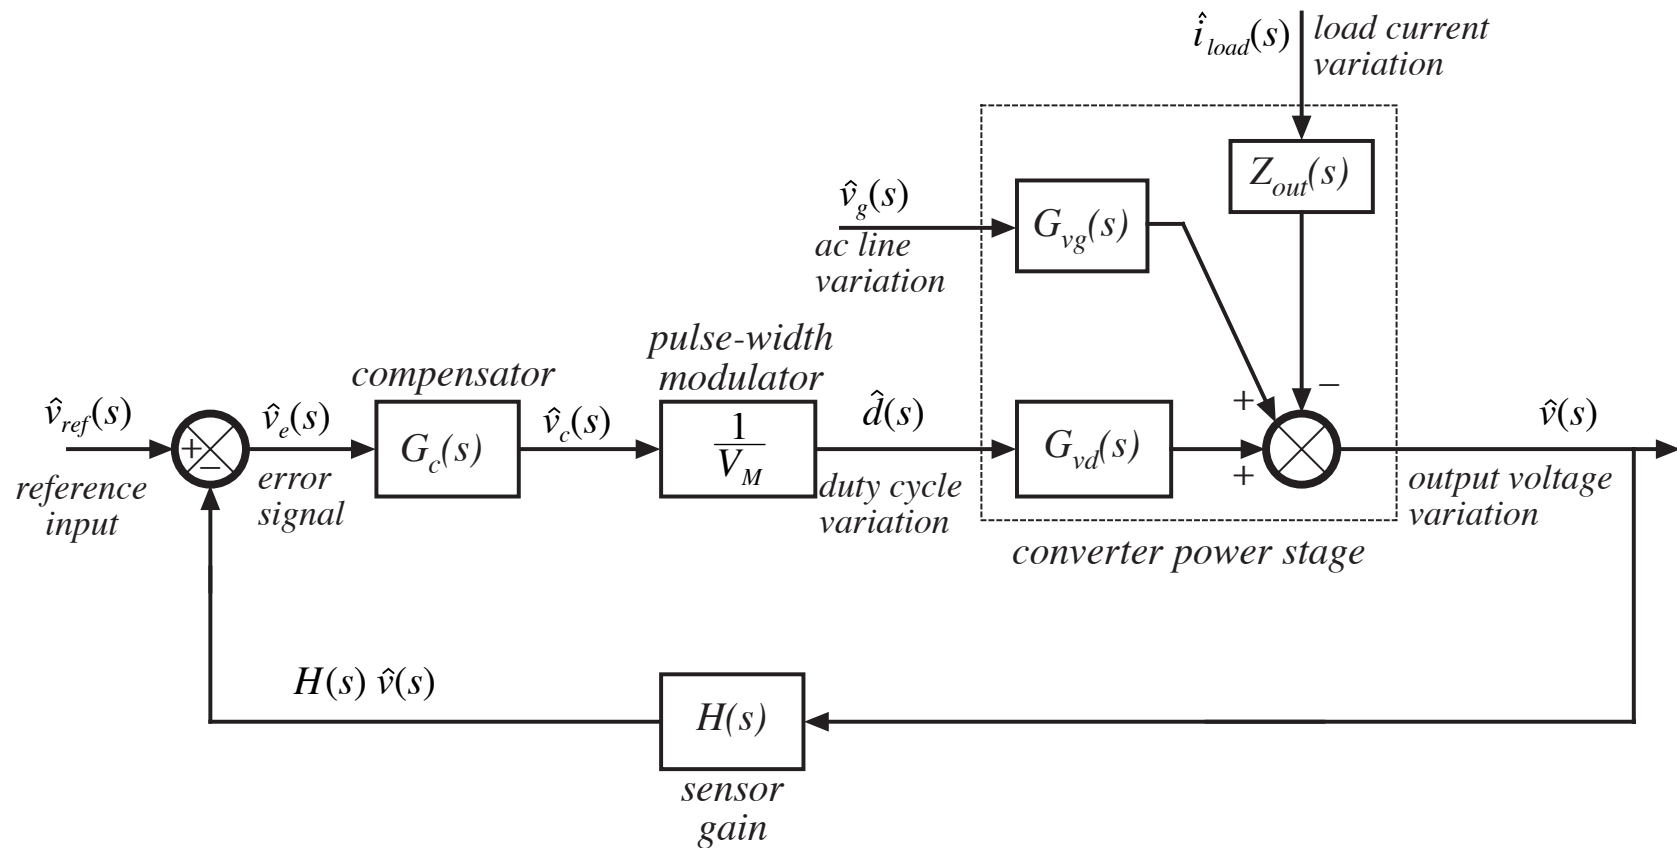 î_load(s)
load current
variation
Z_out(s)
v̂_g(s)
ac line
variation
G_vg(s)
−
+
pulse-width
modulator
compensator
v̂_ref(s)
reference
input
+
−
v̂_e(s)
error
signal
G_c(s)
v̂_c(s)
1
V_M
d̂(s)
duty cycle
variation
G_vd(s)
+
v̂(s)
output voltage
variation
converter power stage
H(s) v̂(s)
H(s)
sensor
gain